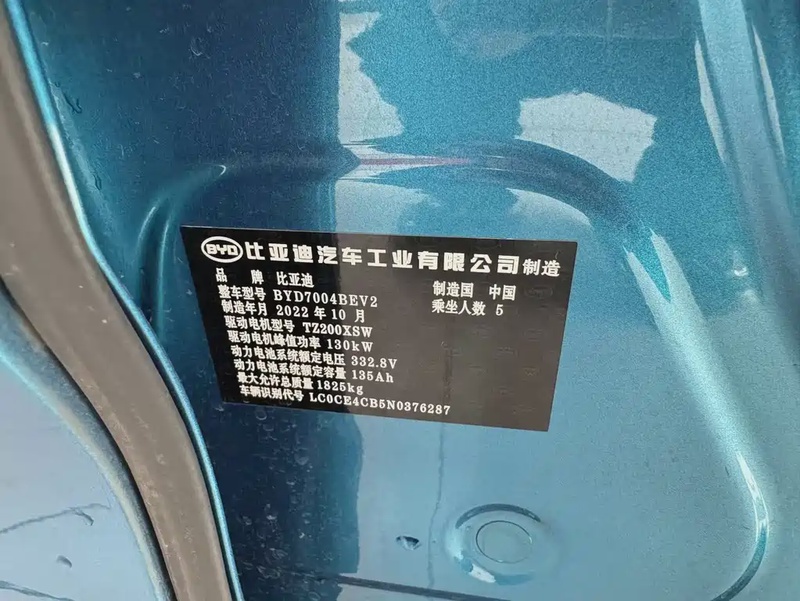 BYD 比亚迪汽车工业有限公司制造
品 牌 比亚迪
制造国 中国
整车型号 BYD7004BEV2
乘坐人数 5
制造年月 2022 年 10 月
驱动电机型号 TZ200XSW
驱动电机峰值功率 130kW
动力电池系统额定电压 332.8V
动力电池系统额定容量 135Ah
最大允许总质量 1825kg
车辆识别代号 LC0CE4CB5N0376287